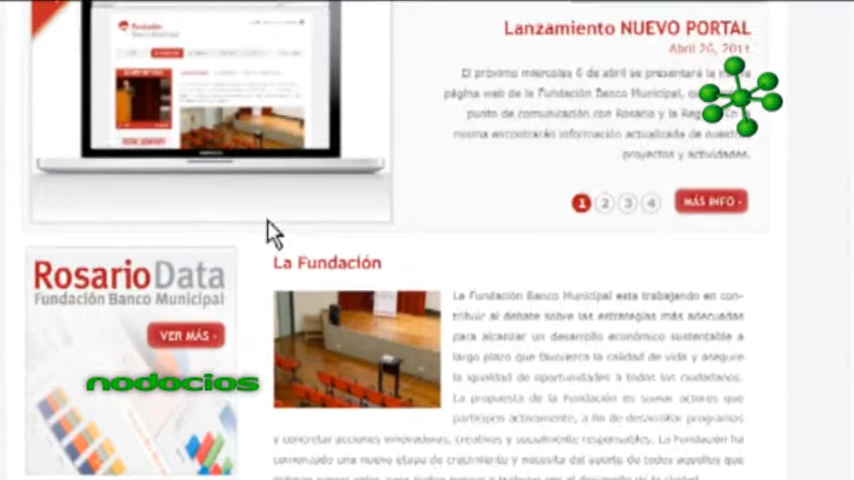 Lanzamiento NUEVO PORTAL
Abril 26, 2011
El próximo miércoles 6 de abril se presentará la nueva
página web de la Fundación Banco Municipal,
punto de comunicación con Rosario y la
misma encontrarán información actualizada de
proyectos y actividades.
1 2 3 4 MÁS INFO
RosarioData
Fundación Banco Municipal
VER MÁS
nodocios
La Fundación
La Fundación Banco Municipal esta trabajando en con-
tribuir al debate sobre las estrategias más adecuadas
para alcanzar un desarrollo económico sustentable a
largo plazo que favorezca la calidad de vida y asegure
la igualdad de oportunidades a todos los ciudadanos.
La propuesta de la Fundación es sumar actores que
participen activamente, a fin de desarrollar programas
y concretar acciones innovadoras, creativas y socialmente responsables. La Fundación ha
comenzado una nueva etapa de crecimiento y necesita del aporte de todos aquellos que